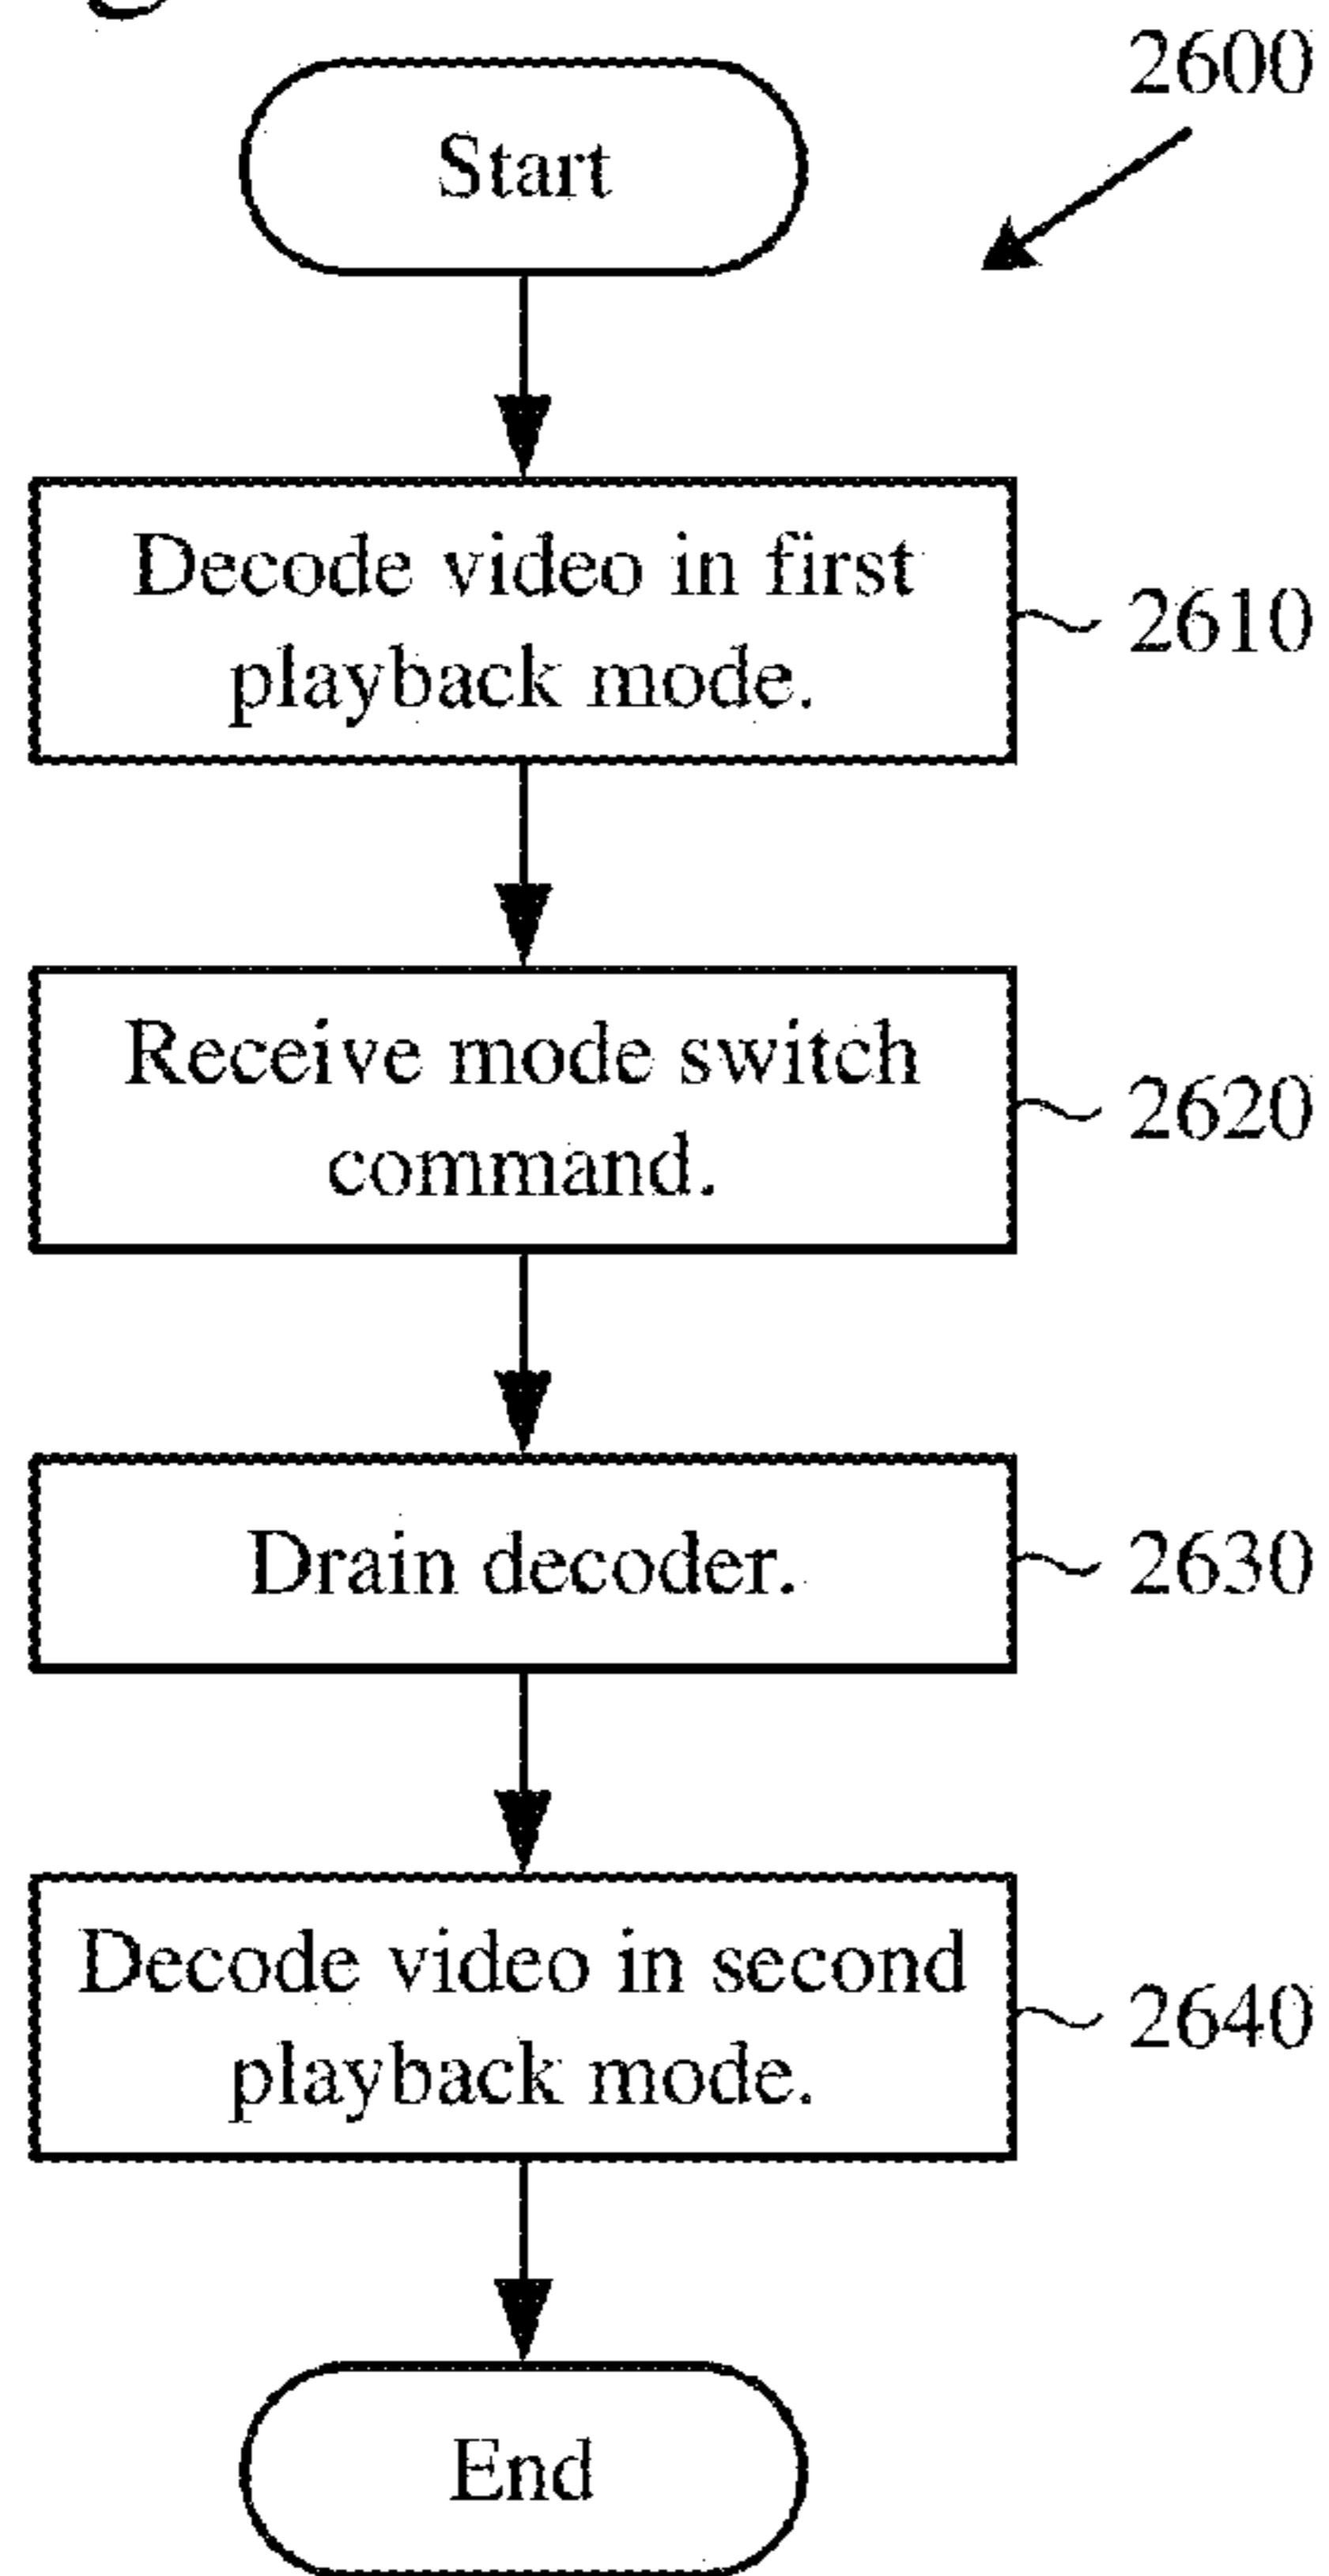 2600
Start
Decode video in first
playback mode.
2610
Receive mode switch
command.
2620
Drain decoder.
2630
Decode video in second
playback mode.
2640
End